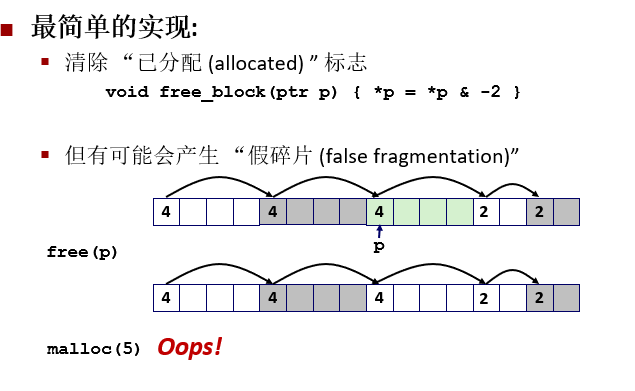 最简单的实现:
清除 “已分配 (allocated) ” 标志
void free_block(ptr p) { *p = *p & -2 }
但有可能会产生 “假碎片 (false fragmentation)”
4 4 4 2 2
p
free(p)
4 4 4 2 2
malloc(5) Oops!